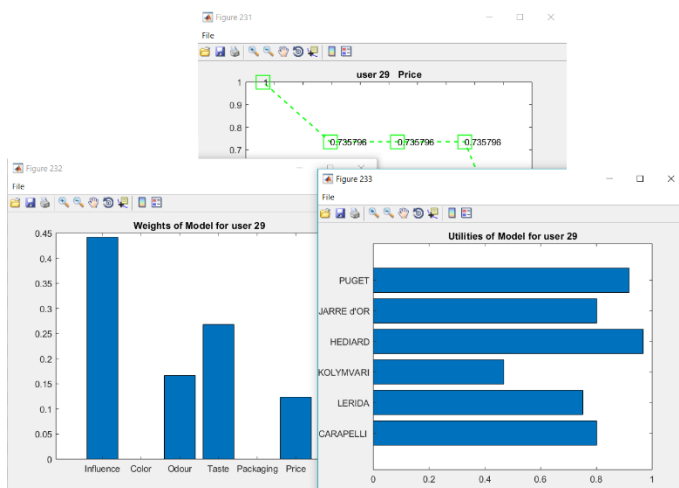 Figure 231
File
user 29 Price
1
1
0.9
0.8
0.735796 0.735796 0.735796
0.7
Figure 232
File
Weights of Model for user 29
0.45
0.4
0.35
0.3
0.25
0.2
0.15
0.1
0.05
0
Influence Color Odour Taste Packaging Price
Figure 233
File
Utilities of Model for user 29
PUGET
JARRE d'OR
HEDIARD
KOLYMVARI
LERIDA
CARAPELLI
0 0.2 0.4 0.6 0.8 1